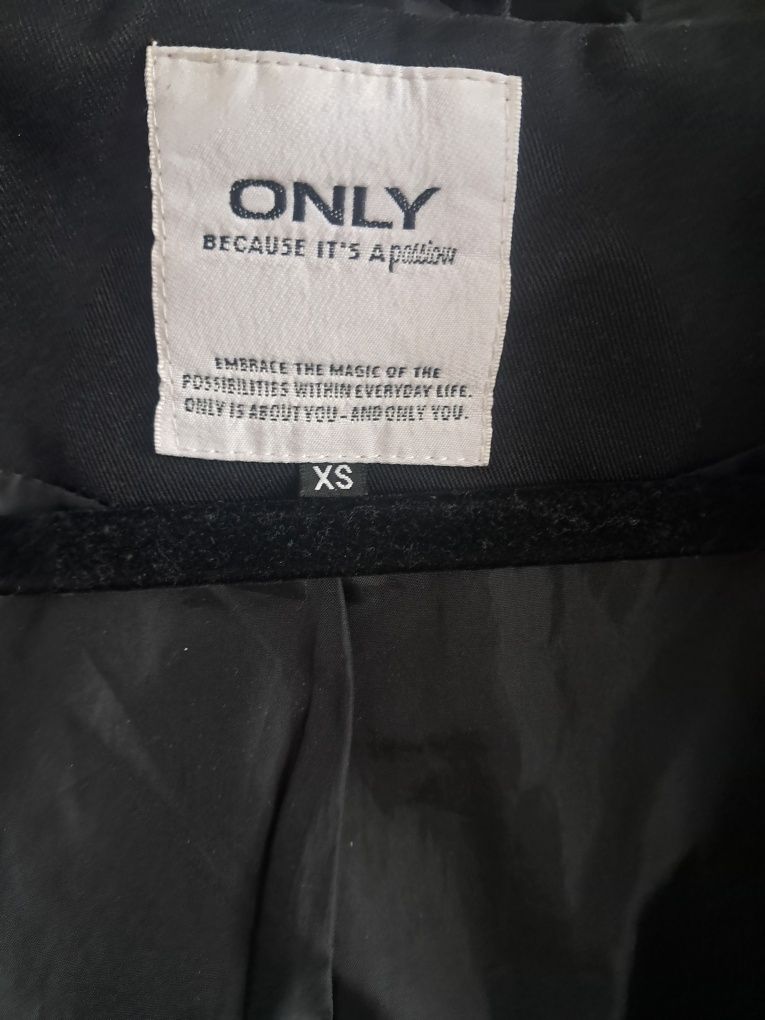 ONLY
BECAUSE IT'S A passion
EMBRACE THE MAGIC OF THE
POSSIBILITIES WITHIN EVERYDAY LIFE.
ONLY IS ABOUT YOU - AND ONLY YOU.
XS